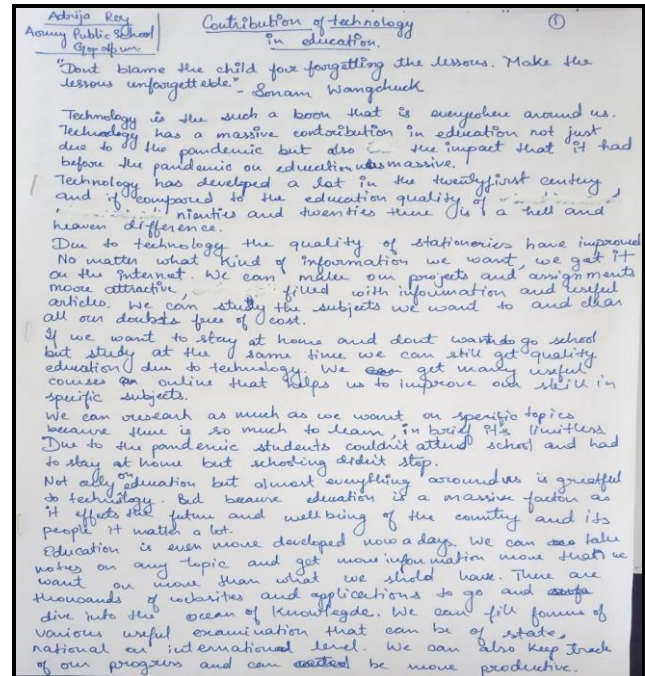 Adrija Roy
Army Public School
Gopalpur
Contribution of technology
in education.
1
"Dont blame the child for forgetting the lessons. Make the
lessons unforgetteble" - Sonam Wangchuck
Technology is the such a boon that is everywhere around us.
Technology has a massive contribution in education not just
due to the pandemic but also the impact that it had
before the pandemic on education was massive.
Technology has developed a lot in the twentyfirst century
and if compared to the education quality of
nienties and twenties there is a hell and
heaven difference.
Due to technology the quality of stationeries have improved
No matter what kind of information we want, we get it
on the internet. We can make our projects and assignments
more attractive, filled with information and useful
articles. We can study the subjects we want to and clear
all our doubts free of cost.
If we want to stay at home and dont want to go school
but study at the same time we can still get quality
education due to technology. We get many useful
courses online that helps us to improve our skill in
specific subjects.
We can research as much as we want on specific topics
because there is so much to learn, in brief its limitless.
Due to the pandemic students couldn't attend school and had
to stay at home but schooling didn't stop.
Not only on education but almost everything around us is greatful
to technology. But because education is a massive factor as
it effects the future and wellbeing of the country and its
people it matter a lot.
Education is even more developed now a days. We can take
notes on any topic and get more information more that we
want or more than what we shold have. There are
thousands of websites and applications to go and
dive into the ocean of knowlegde. We can fill forms of
various useful examination that can be of state,
national or international level. We can also keep track
of our progress and can be more productive.